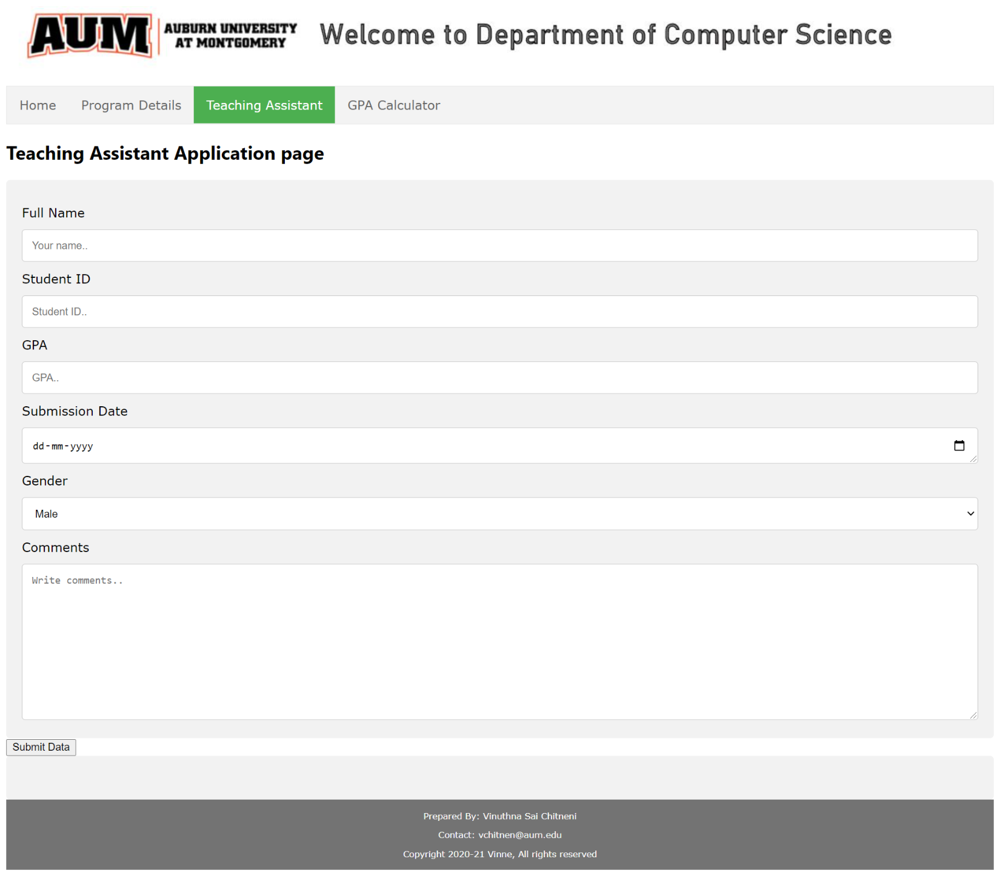 AUM AUBURN UNIVERSITY AT MONTGOMERY Welcome to Department of Computer Science
Home Program Details Teaching Assistant GPA Calculator
Teaching Assistant Application page
Full Name
Your name..
Student ID
Student ID..
GPA
GPA..
Submission Date
dd-mm-yyyy
Gender
Male
Comments
Write comments..
Submit Data
Prepared By: Vinuthna Sai Chitneni
Contact: vchitnen@aum.edu
Copyright 2020-21 Vinne, All rights reserved